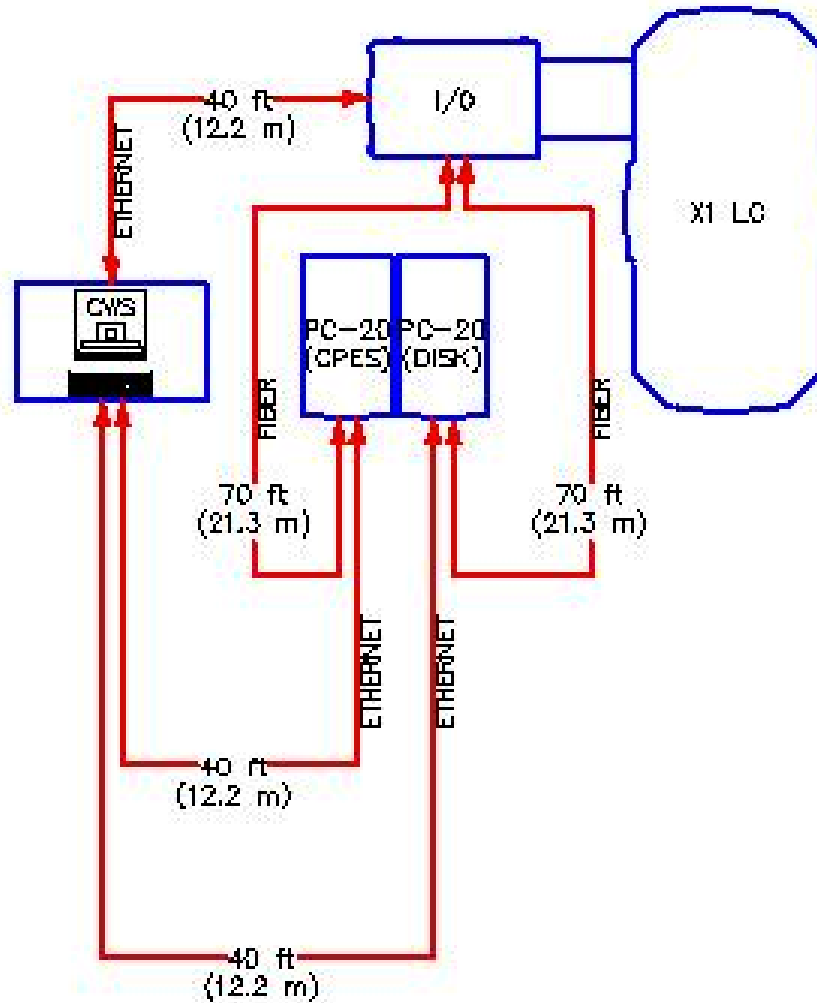 40 ft
(12.2 m)
I/O
ETHERNET
X1 LC
CWS
PC-20
(CPES)
PC-20
(DISK)
FIBER
FIBER
70 ft
(21.3 m)
70 ft
(21.3 m)
ETHERNET
ETHERNET
40 ft
(12.2 m)
40 ft
(12.2 m)